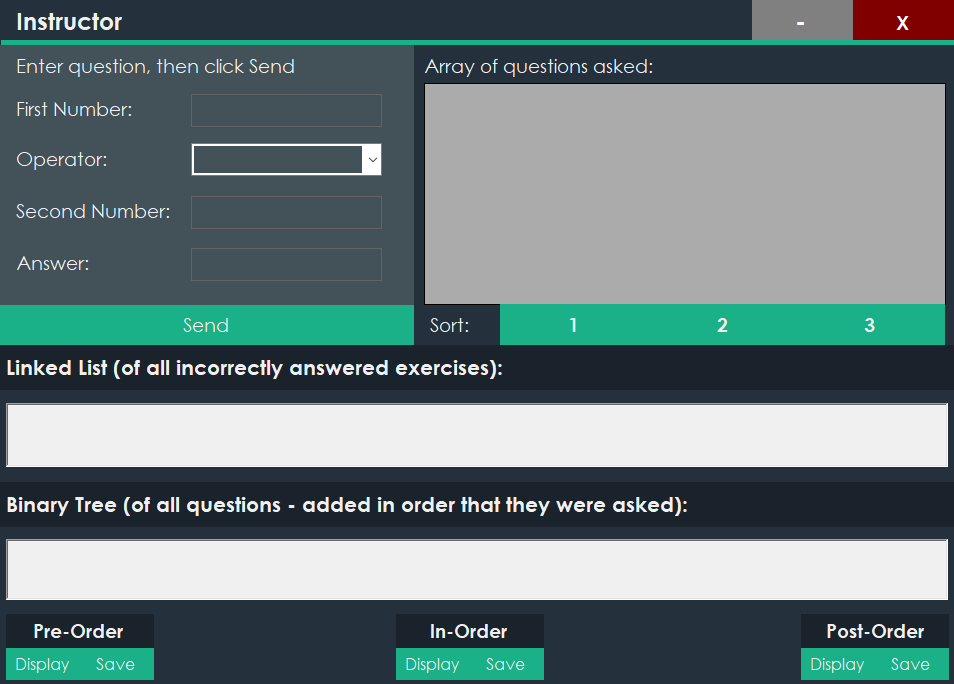 Instructor
-
X
Enter question, then click Send
Array of questions asked:
First Number:
Operator:
Second Number:
Answer:
Send
Sort:
1
2
3
Linked List (of all incorrectly answered exercises):
Binary Tree (of all questions - added in order that they were asked):
Pre-Order
In-Order
Post-Order
Display Save
Display Save
Display Save